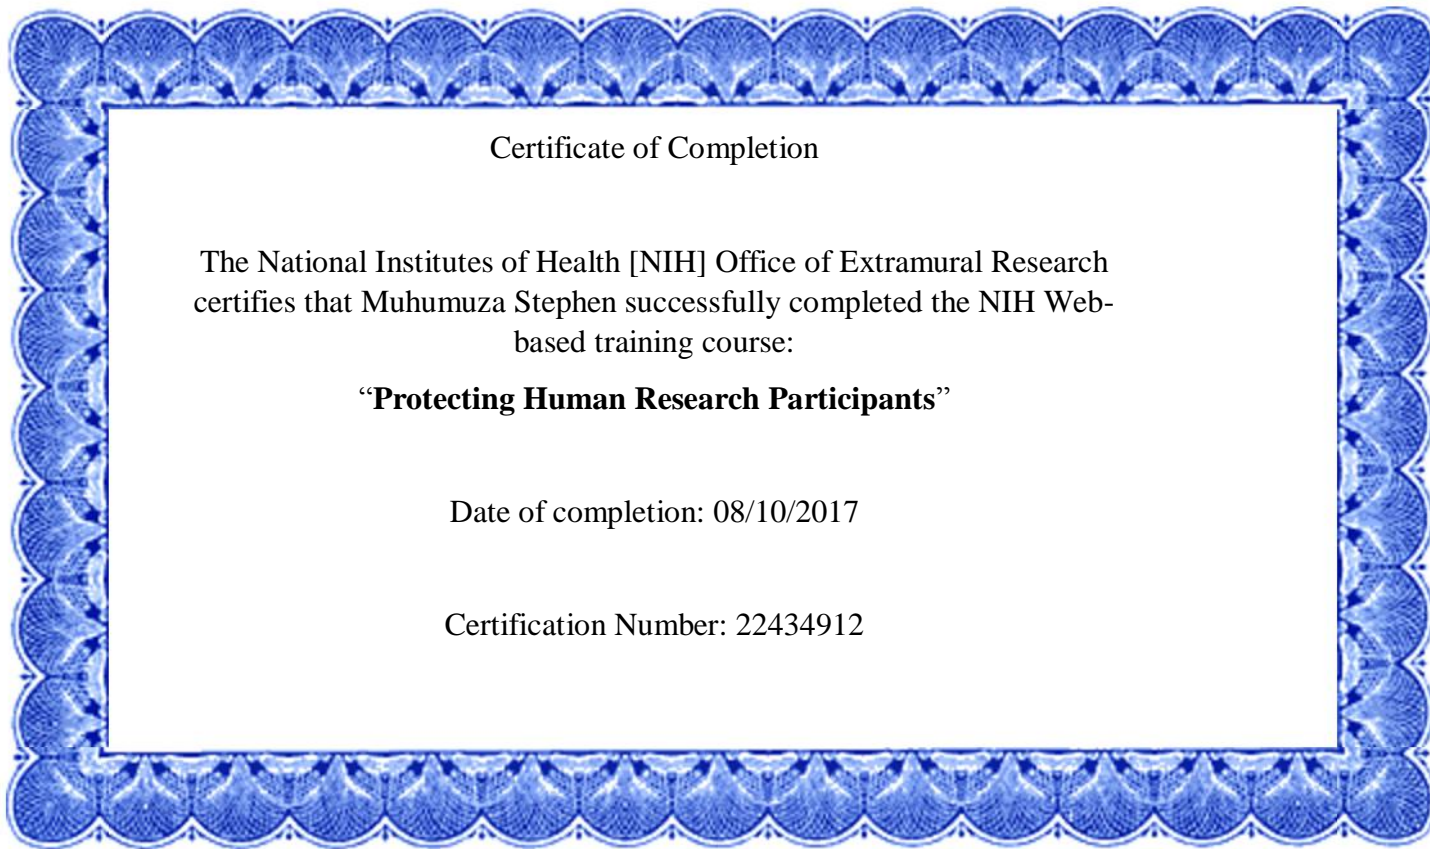 Certificate of Completion
The National Institutes of Health [NIH] Office of Extramural Research
certifies that Muhumuza Stephen successfully completed the NIH Web-
based training course:
“Protecting Human Research Participants”
Date of completion: 08/10/2017
Certification Number: 22434912